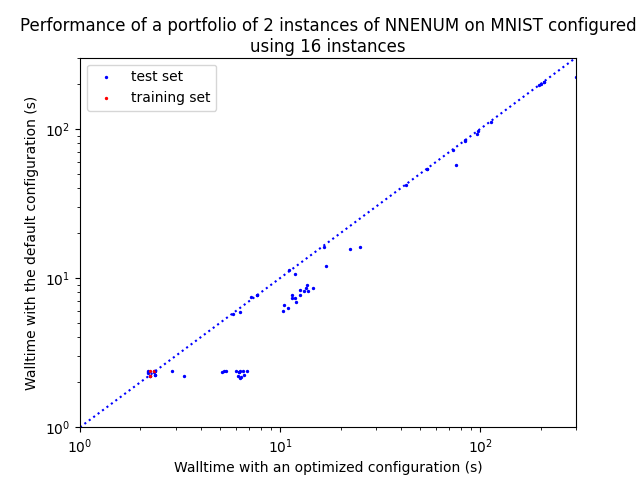 Performance of a portfolio of 2 instances of NNENUM on MNIST configured
using 16 instances
test set
training set
10²
10¹
10⁰
10⁰ 10¹ 10²
Walltime with the default configuration (s)
Walltime with an optimized configuration (s)